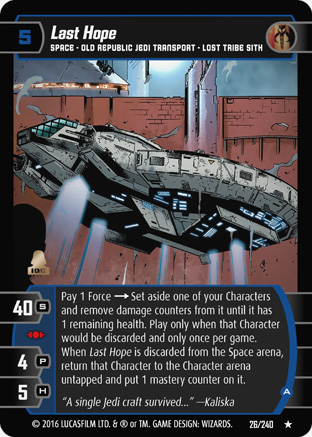 5
Last Hope
SPACE - OLD REPUBLIC JEDI TRANSPORT - LOST TRIBE SITH
40 S
4 P
5 H
Pay 1 Force → Set aside one of your Characters
and remove damage counters from it until it has
1 remaining health. Play only when that Character
would be discarded and only once per game.
When Last Hope is discarded from the Space arena,
return that Character to the Character arena
untapped and put 1 mastery counter on it.
“A single Jedi craft survived...” —Kaliska
A
© 2016 LUCASFILM LTD. & ® or TM. GAME DESIGN: WIZARDS.
26/240 ★